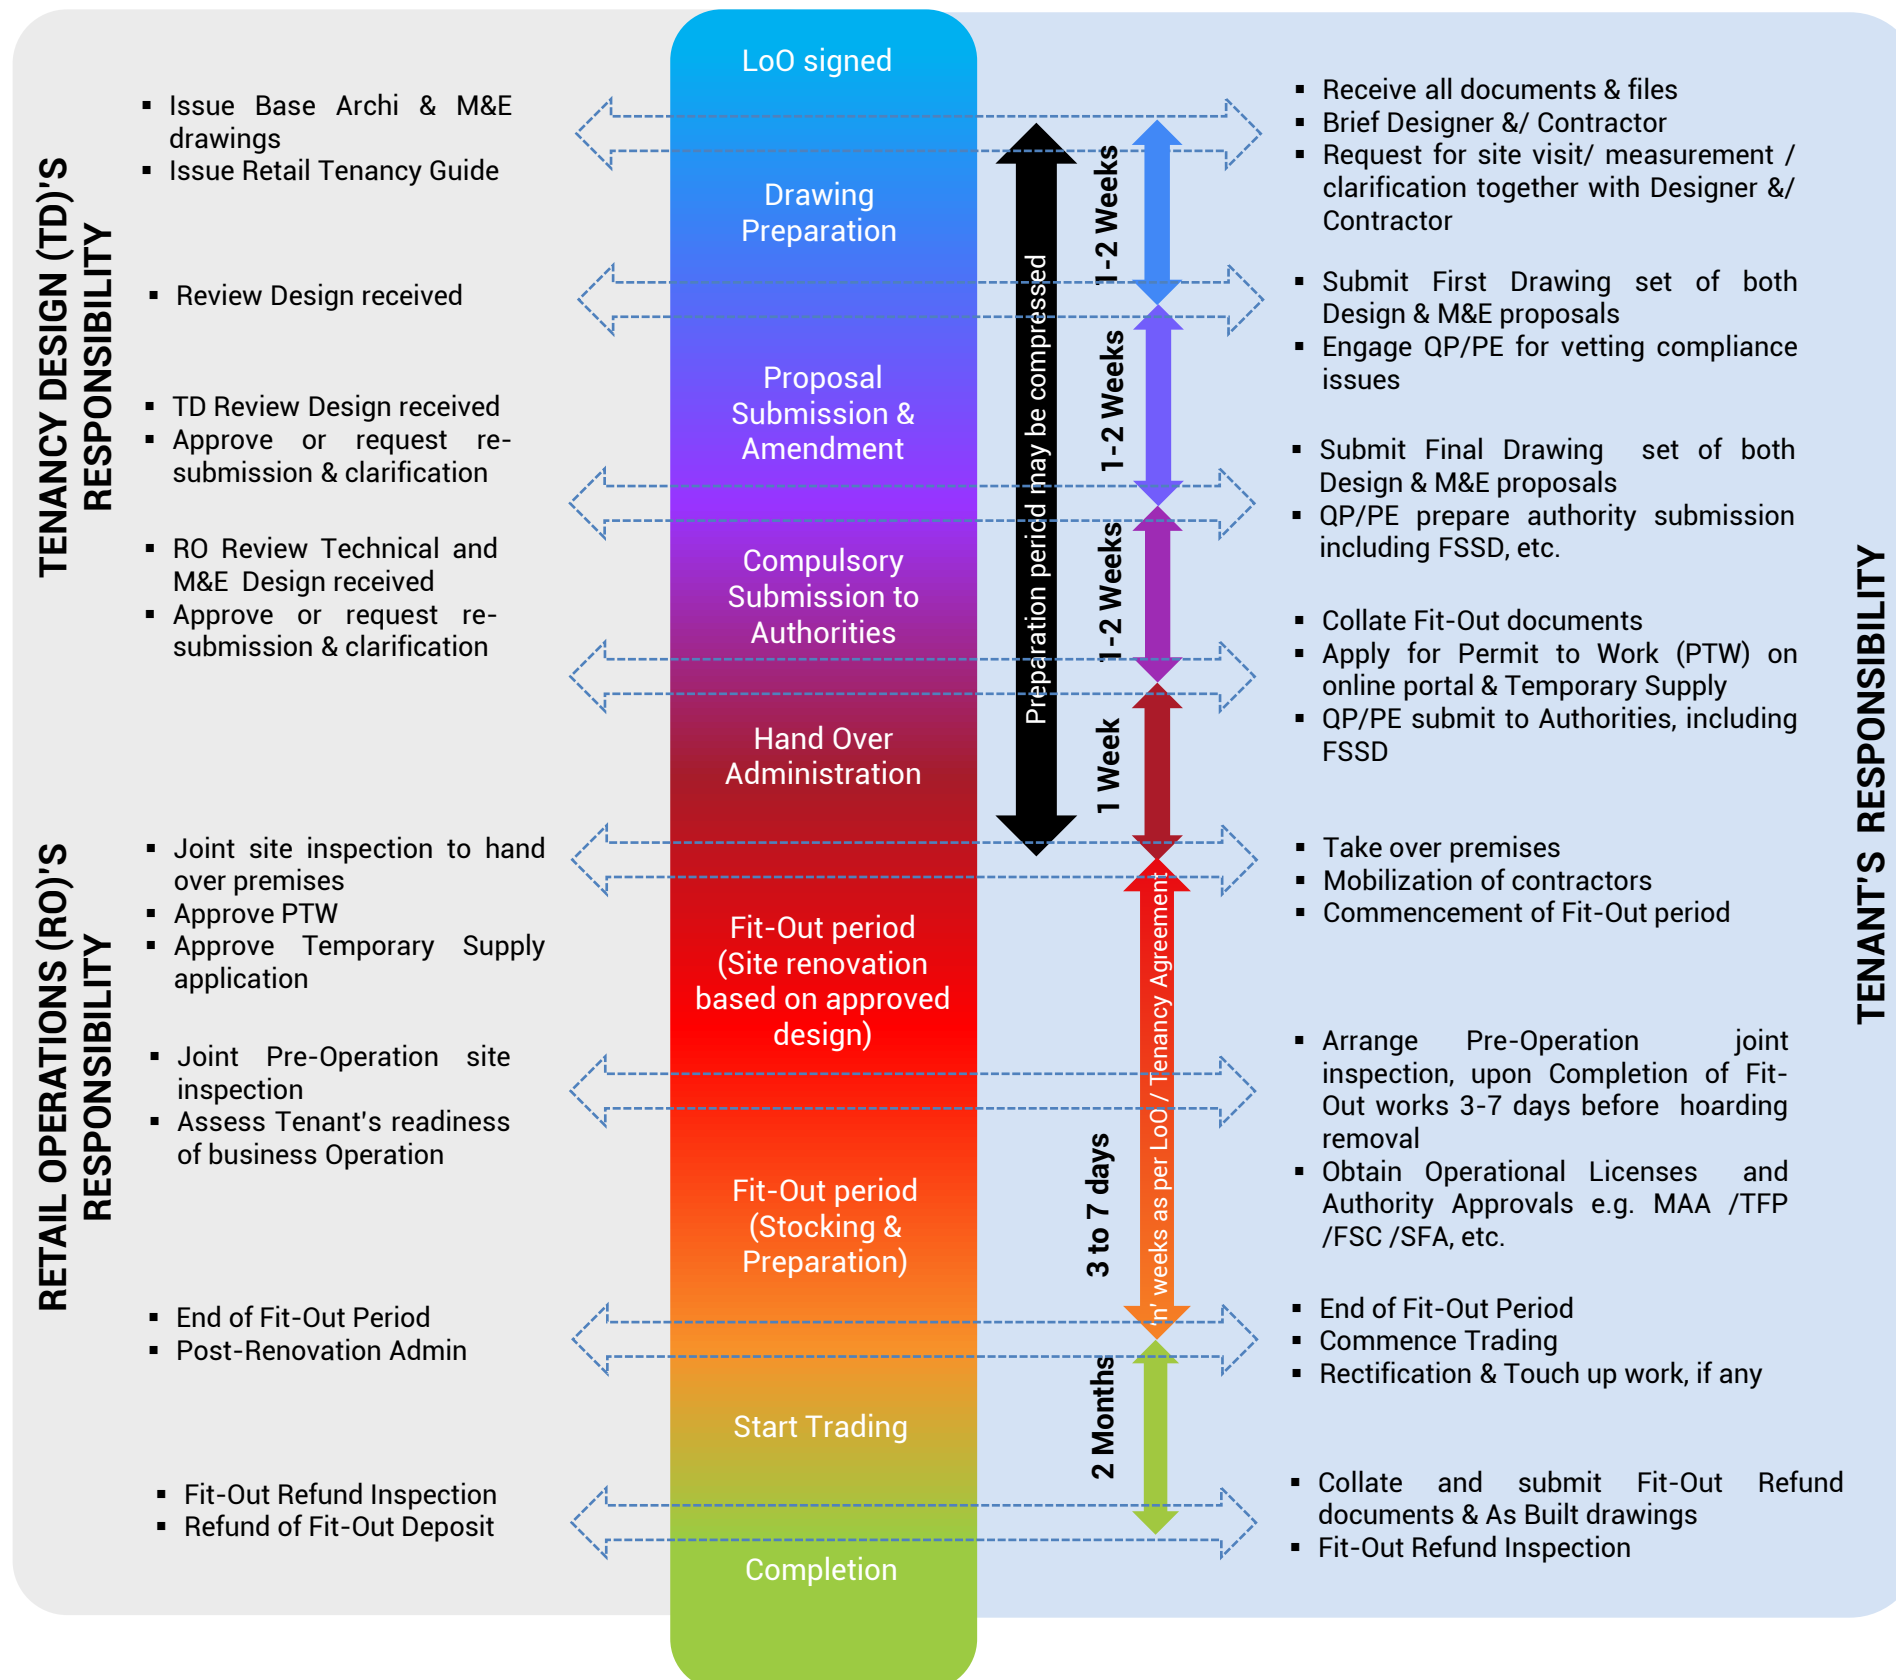 TENANCY DESIGN (TD)'S
RESPONSIBILITY
▪ Issue Base Archi & M&E
drawings
▪ Issue Retail Tenancy Guide
▪ Review Design received
▪ TD Review Design received
▪ Approve or request re-
submission & clarification
▪ RO Review Technical and
M&E Design received
▪ Approve or request re-
submission & clarification
RETAIL OPERATIONS (RO)'S
RESPONSIBILITY
▪ Joint site inspection to hand
over premises
▪ Approve PTW
▪ Approve Temporary Supply
application
▪ Joint Pre-Operation site
inspection
▪ Assess Tenant's readiness
of business Operation
▪ End of Fit-Out Period
▪ Post-Renovation Admin
▪ Fit-Out Refund Inspection
▪ Refund of Fit-Out Deposit
LoO signed
Drawing
Preparation
Proposal
Submission &
Amendment
Compulsory
Submission to
Authorities
Hand Over
Administration
Fit-Out period
(Site renovation
based on approved
design)
Fit-Out period
(Stocking &
Preparation)
Start Trading
Completion
Preparation period may be compressed
1-2 Weeks
1-2 Weeks
1-2 Weeks
1 Week
'n' weeks as per LoO / Tenancy Agreement
3 to 7 days
2 Months
▪ Receive all documents & files
▪ Brief Designer &/ Contractor
▪ Request for site visit/ measurement /
clarification together with Designer &/
Contractor
▪ Submit First Drawing set of both
Design & M&E proposals
▪ Engage QP/PE for vetting compliance
issues
▪ Submit Final Drawing set of both
Design & M&E proposals
▪ QP/PE prepare authority submission
including FSSD, etc.
▪ Collate Fit-Out documents
▪ Apply for Permit to Work (PTW) on
online portal & Temporary Supply
▪ QP/PE submit to Authorities, including
FSSD
▪ Take over premises
▪ Mobilization of contractors
▪ Commencement of Fit-Out period
▪ Arrange Pre-Operation joint
inspection, upon Completion of Fit-
Out works 3-7 days before hoarding
removal
▪ Obtain Operational Licenses and
Authority Approvals e.g. MAA /TFP
/FSC /SFA, etc.
▪ End of Fit-Out Period
▪ Commence Trading
▪ Rectification & Touch up work, if any
▪ Collate and submit Fit-Out Refund
documents & As Built drawings
▪ Fit-Out Refund Inspection
TENANT'S RESPONSIBILITY